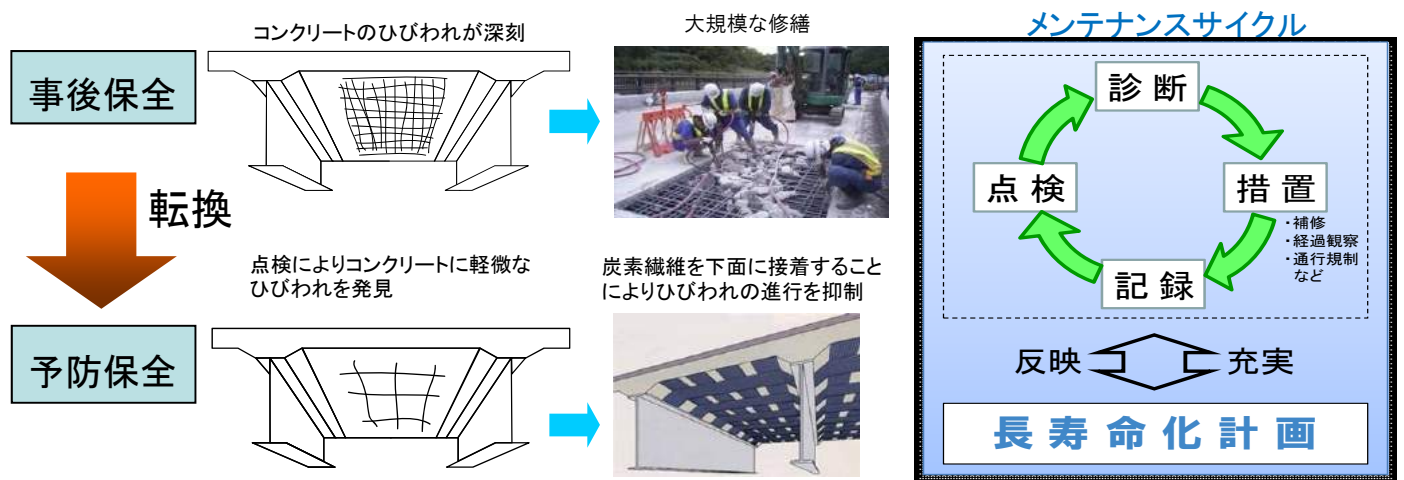 コンクリートのひびわれが深刻
大規模な修繕
事後保全
転換
点検によりコンクリートに軽微な
ひびわれを発見
炭素繊維を下面に接着すること
によりひびわれの進行を抑制
予防保全
メンテナンスサイクル
診断
点検
措置
・補修
・経過観察
・通行規制
など
記録
反映
充実
長寿命化計画